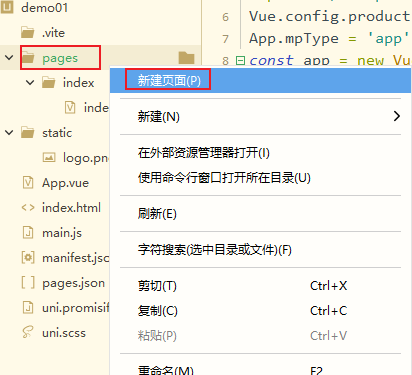 demo01
.vite
pages
index
inde
static
logo.pn
App.vue
index.html
main.js
manifest.jsc
pages.json
uni.promisif
uni.scss
6 Vue.config.product
7 App.mpType = 'app'
8 const app = new Vu
新建页面(P)
新建(N)
在外部资源管理器打开(I)
使用命令行窗口打开所在目录(U)
刷新(E)
字符搜索(选中目录或文件)(F)
剪切(T) Ctrl+X
复制(C) Ctrl+C
粘贴(P) Ctrl+V
重命名(M) F2